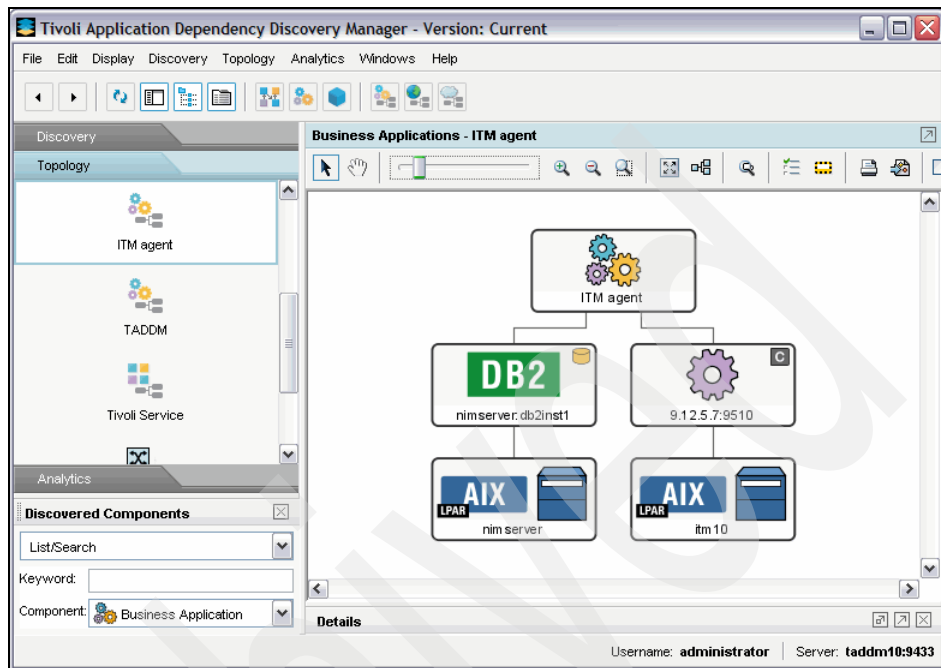 Tivoli Application Dependency Discovery Manager - Version: Current
File Edit Display Discovery Topology Analytics Windows Help
Discovery
Topology
ITM agent
TADDM
Tivoli Service
Analytics
Discovered Components
List/Search
Keyword:
Component: Business Application
Business Applications - ITM agent
ITM agent
DB2
nimserver:db2inst1
C
9.12.5.7:9510
AIX
LPAR
nimserver
AIX
LPAR
itm10
Details
Username: administrator Server: taddm10:9433